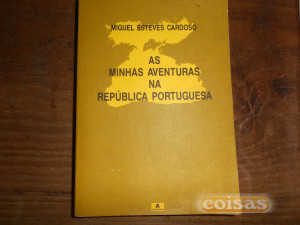 MIGUEL ESTEVES CARDOSO
AS
MINHAS AVENTURAS
NA
REPÚBLICA PORTUGUESA
coisas